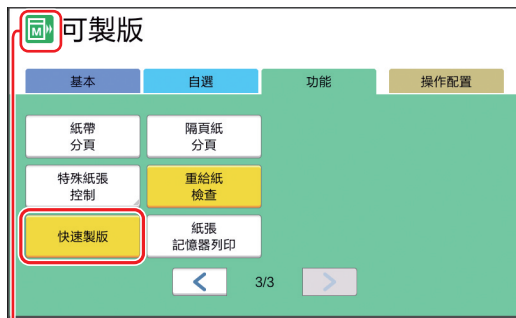 M 可製版
基本 自選 功能 操作配置
紙帶
分頁
隔頁紙
分頁
特殊紙張
控制
重給紙
檢查
快速製版
紙張
記憶器列印
3/3